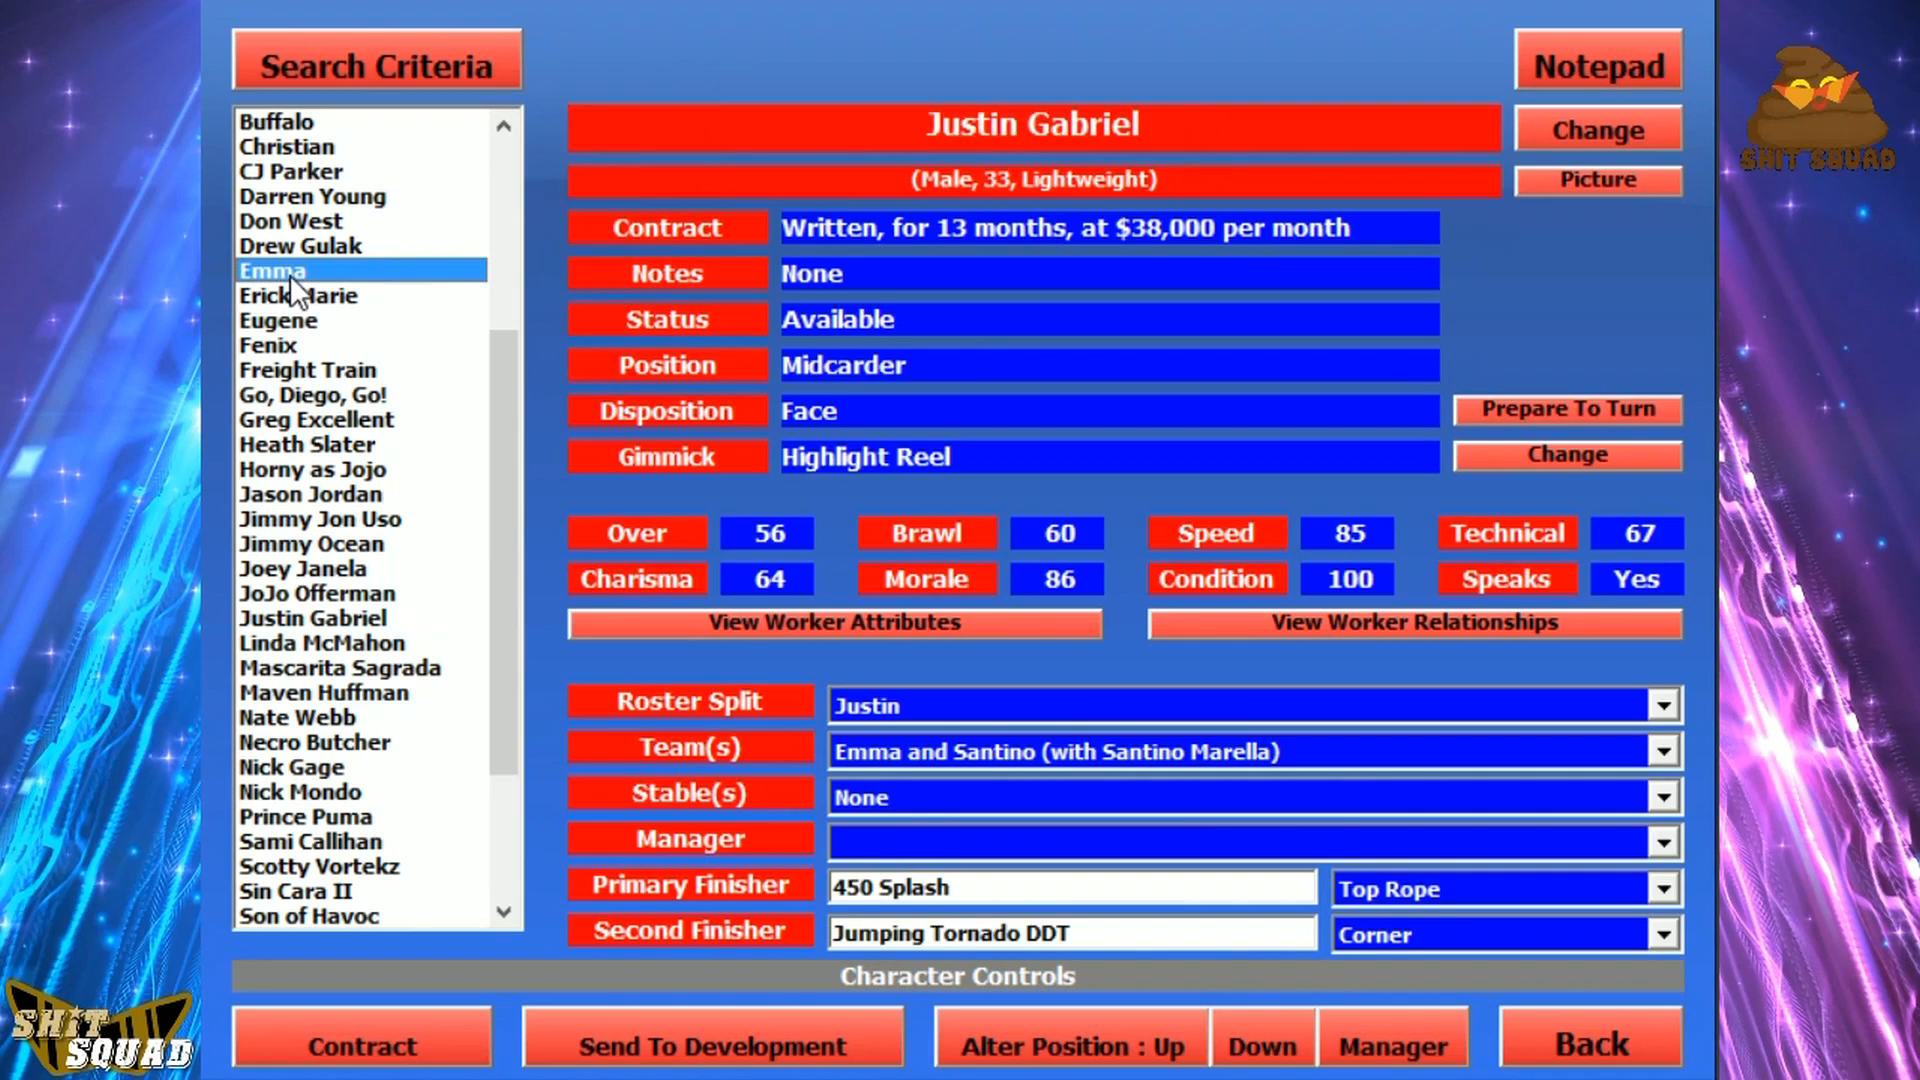 Search Criteria
Notepad
Buffalo
Christian
CJ Parker
Darren Young
Don West
Drew Gulak
Emma
Erick Marie
Eugene
Fenix
Freight Train
Go, Diego, Go!
Greg Excellent
Heath Slater
Horny as Jojo
Jason Jordan
Jimmy Jon Uso
Jimmy Ocean
Joey Janela
JoJo Offerman
Justin Gabriel
Linda McMahon
Mascarita Sagrada
Maven Huffman
Nate Webb
Necro Butcher
Nick Gage
Nick Mondo
Prince Puma
Sami Callihan
Scotty Vortekz
Sin Cara II
Son of Havoc
Justin Gabriel
Change
(Male, 33, Lightweight)
Picture
Contract Written, for 13 months, at $38,000 per month
Notes None
Status Available
Position Midcarder
Disposition Face Prepare To Turn
Gimmick Highlight Reel Change
Over 56 Brawl 60 Speed 85 Technical 67
Charisma 64 Morale 86 Condition 100 Speaks Yes
View Worker Attributes View Worker Relationships
Roster Split Justin
Team(s) Emma and Santino (with Santino Marella)
Stable(s) None
Manager
Primary Finisher 450 Splash Top Rope
Second Finisher Jumping Tornado DDT Corner
Character Controls
Contract Send To Development Alter Position : Up Down Manager Back
SHIT SQUAD
SHIT
SQUAD